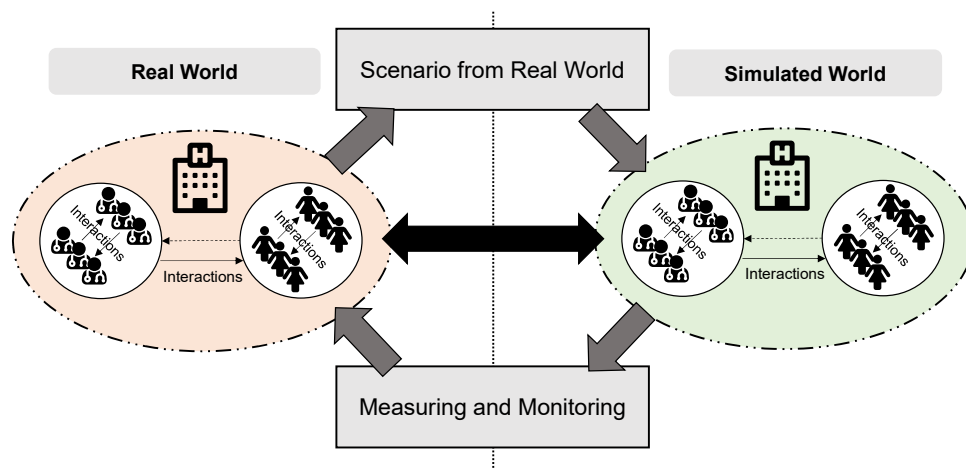 Real World
Scenario from Real World
Simulated World
H
H
Interactions
Interactions
Interactions
Interactions
Interactions
Interactions
Measuring and Monitoring